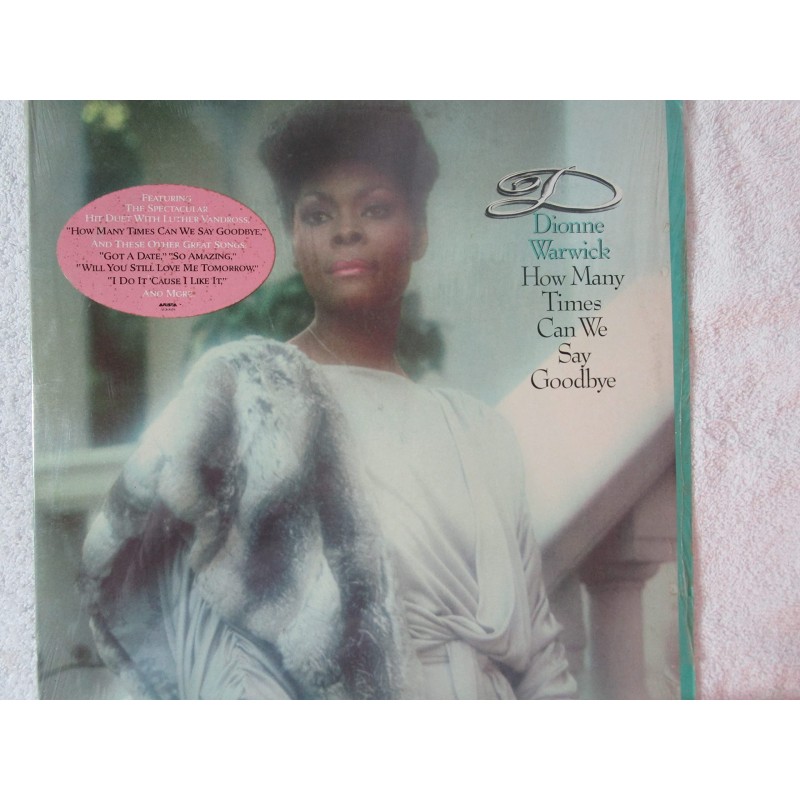 Featuring
The Spectacular
Hit Duet With Luther Vandross,
"How Many Times Can We Say Goodbye,"
And These Other Great Songs:
"Got A Date," "So Amazing,"
"Will You Still Love Me Tomorrow,"
"I Do It 'Cause I Like It,"
And More
ARISTA
D
Dionne
Warwick
How Many
Times
Can We
Say
Goodbye